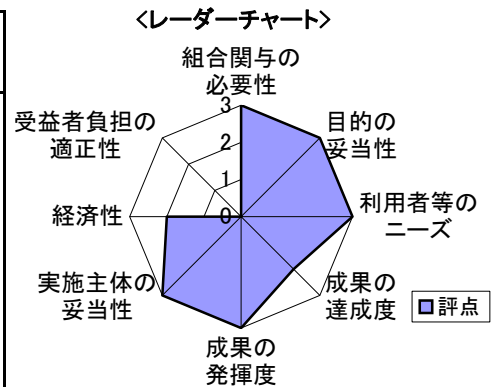 <レーダーチャート>
組合関与の
必要性
目的の
妥当性
利用者等の
ニーズ
成果の
達成度
成果の
発揮度
実施主体の
妥当性
経済性
受益者負担の
適正性
3
2
1
0
評点